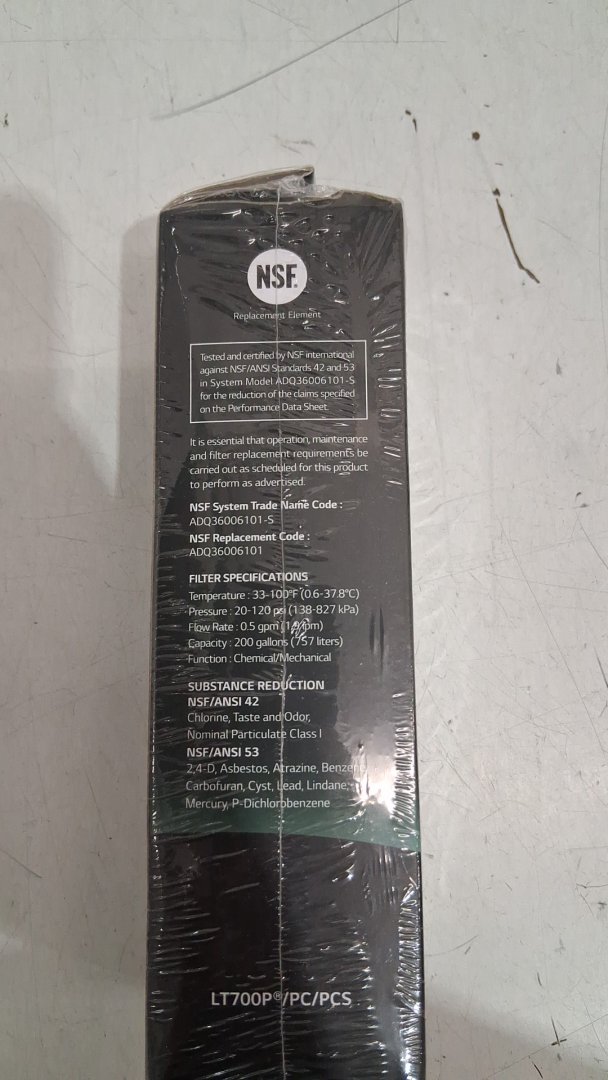 NSF®
Replacement Element
Tested and certified by NSF international
against NSF/ANSI Standards 42 and 53
in System Model ADQ36006101-S
for the reduction of the claims specified
on the Performance Data Sheet.
It is essential that operation, maintenance
and filter replacement requirements be
carried out as scheduled for this product
to perform as advertised.
NSF System Trade Name Code :
ADQ36006101-S
NSF Replacement Code :
ADQ36006101
FILTER SPECIFICATIONS
Temperature : 33-100°F (0.6-37.8°C)
Pressure : 20-120 psi (138-827 kPa)
Flow Rate : 0.5 gpm (1.9 lpm)
Capacity : 200 gallons (757 liters)
Function : Chemical/Mechanical
SUBSTANCE REDUCTION
NSF/ANSI 42
Chlorine, Taste and Odor,
Nominal Particulate Class I
NSF/ANSI 53
2,4-D, Asbestos, Atrazine, Benzene,
Carbofuran, Cyst, Lead, Lindane,
Mercury, P-Dichlorobenzene
LT700P®/PC/PCS